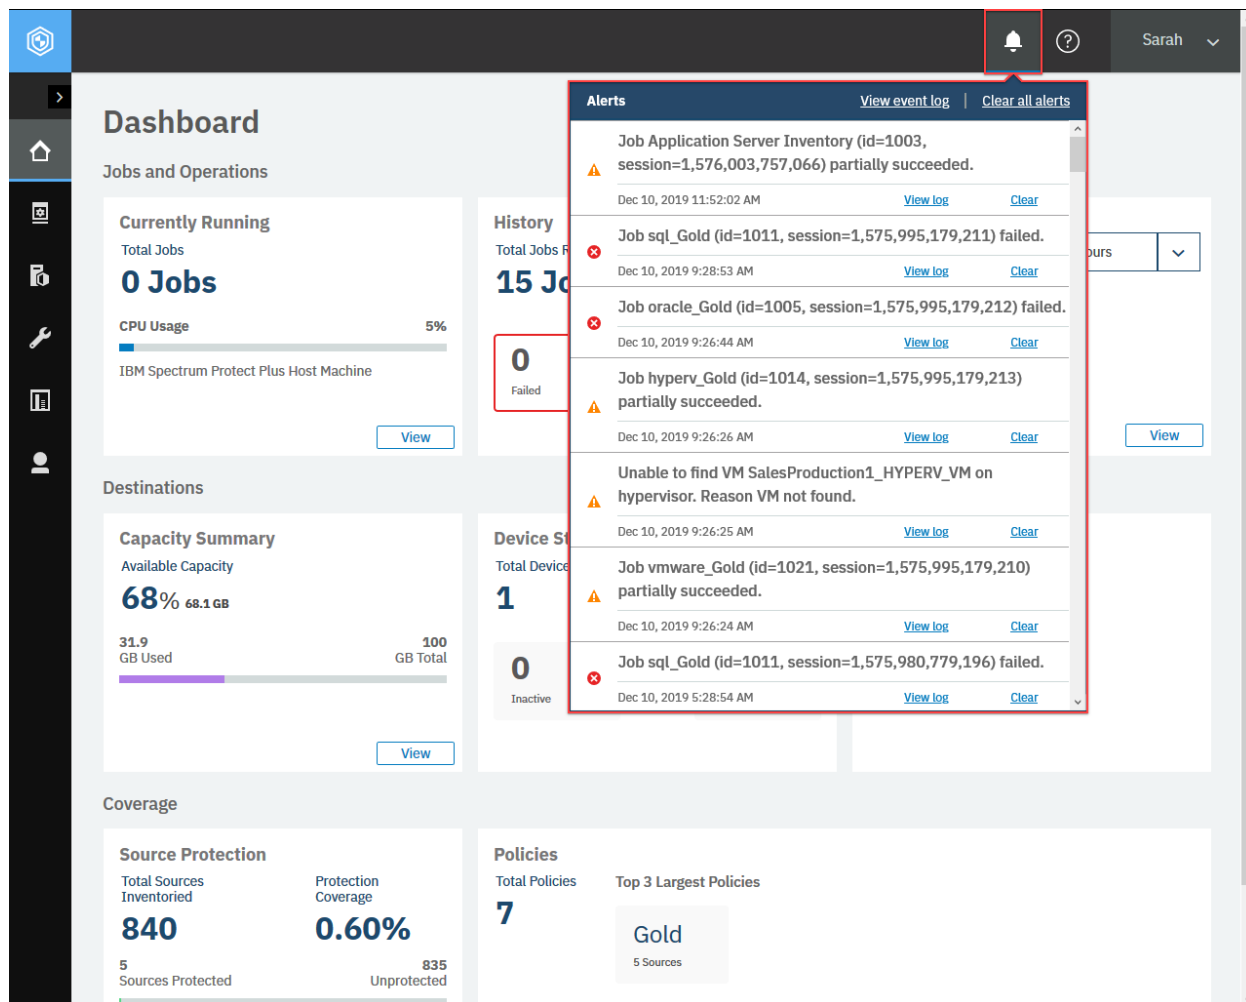 Sarah
Alerts
View event log | Clear all alerts
Job Application Server Inventory (id=1003,
session=1,576,003,757,066) partially succeeded.
Dec 10, 2019 11:52:02 AM View log Clear
Job sql_Gold (id=1011, session=1,575,995,179,211) failed.
Dec 10, 2019 9:28:53 AM View log Clear
Job oracle_Gold (id=1005, session=1,575,995,179,212) failed.
Dec 10, 2019 9:26:44 AM View log Clear
Job hyperv_Gold (id=1014, session=1,575,995,179,213)
partially succeeded.
Dec 10, 2019 9:26:26 AM View log Clear
Unable to find VM SalesProduction1_HYPERV_VM on
hypervisor. Reason VM not found.
Dec 10, 2019 9:26:25 AM View log Clear
Job vmware_Gold (id=1021, session=1,575,995,179,210)
partially succeeded.
Dec 10, 2019 9:26:24 AM View log Clear
Job sql_Gold (id=1011, session=1,575,980,779,196) failed.
Dec 10, 2019 5:28:54 AM View log Clear
Dashboard
Jobs and Operations
Currently Running
Total Jobs
0 Jobs
CPU Usage 5%
IBM Spectrum Protect Plus Host Machine
View
History
Total Jobs R
15 Jo
0
Failed
ours
View
Destinations
Capacity Summary
Available Capacity
68% 68.1 GB
31.9 100
GB Used GB Total
View
Device St
Total Device
1
0
Inactive
Coverage
Source Protection
Total Sources
Inventoried
840
Protection
Coverage
0.60%
5 835
Sources Protected Unprotected
Policies
Total Policies
7
Top 3 Largest Policies
Gold
5 Sources